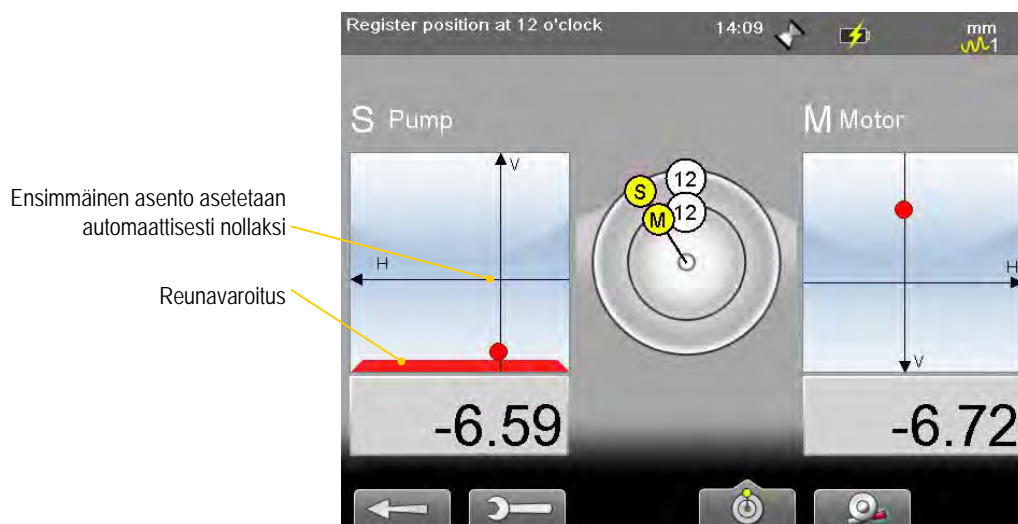 Register position at 12 o'clock
14:09
mm
1
S Pump
M Motor
V
H
S
12
M
12
H
V
Ensimmäinen asento asetetaan
automaattisesti nollaksi
Reunavaroitus
-6.59
-6.72